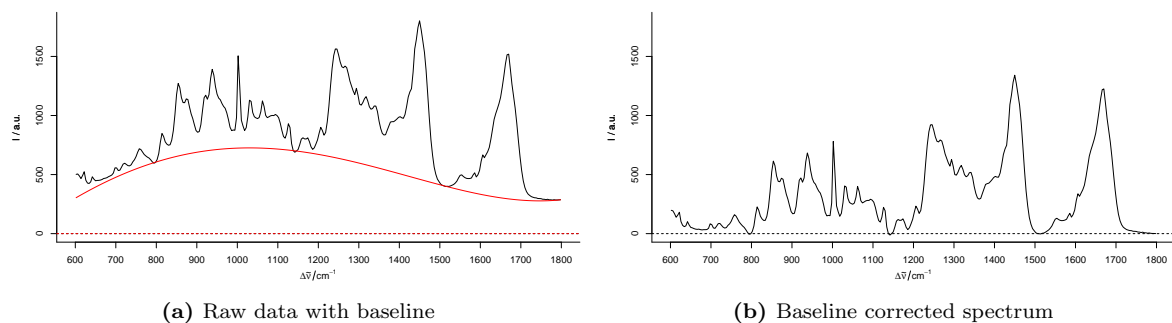 I / a.u.
1500
1000
500
0
600 700 800 900 1000 1100 1200 1300 1400 1500 1600 1700 1800
Δν̄/cm⁻¹
(a) Raw data with baseline
I / a.u.
1500
1000
500
0
600 700 800 900 1000 1100 1200 1300 1400 1500 1600 1700 1800
Δν̄/cm⁻¹
(b) Baseline corrected spectrum